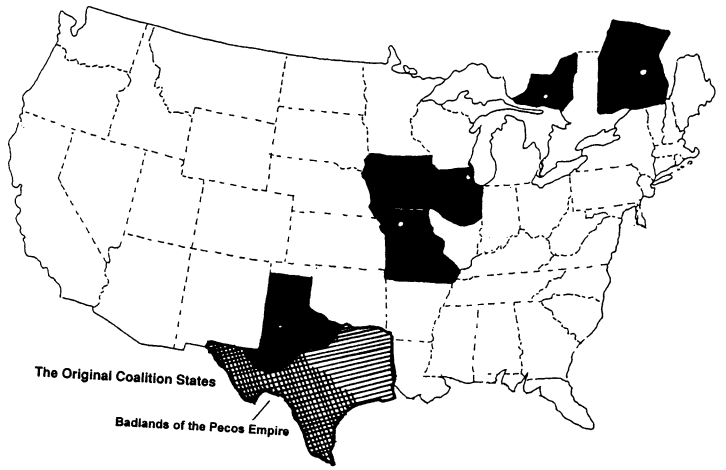 The Original Coalition States
Badlands of the Pecos Empire